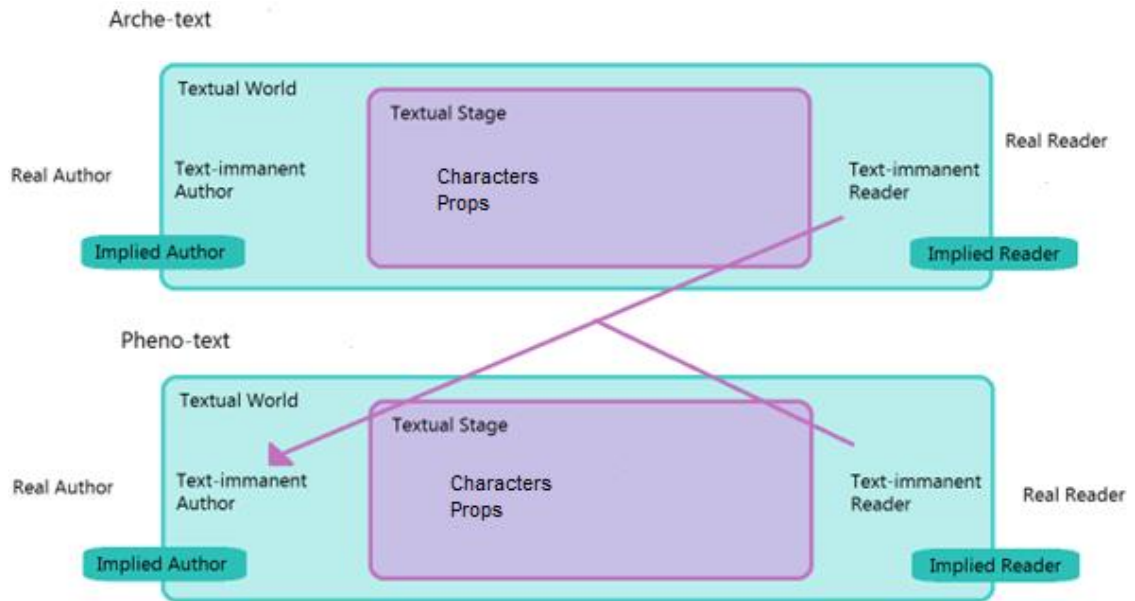 Arche-text
Textual World
Textual Stage
Real Author
Text-immanent
Author
Characters
Props
Text-immanent
Reader
Real Reader
Implied Author
Implied Reader
Pheno-text
Textual World
Textual Stage
Real Author
Text-immanent
Author
Characters
Props
Text-immanent
Reader
Real Reader
Implied Author
Implied Reader